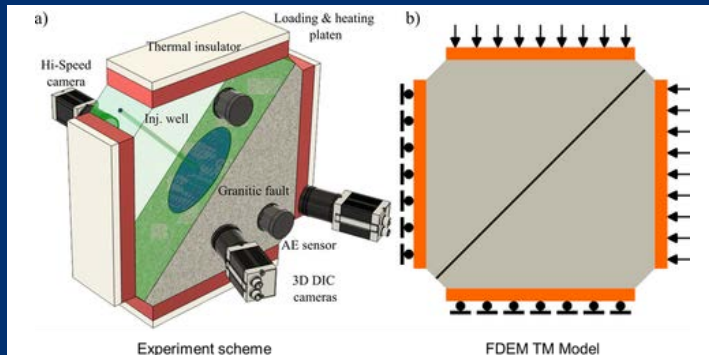 a)
Loading & heating
platen
Thermal insulator
Hi-Speed
camera
Inj. well
Granitic fault
AE sensor
3D DIC
cameras
Experiment scheme
b)
FDEM TM Model